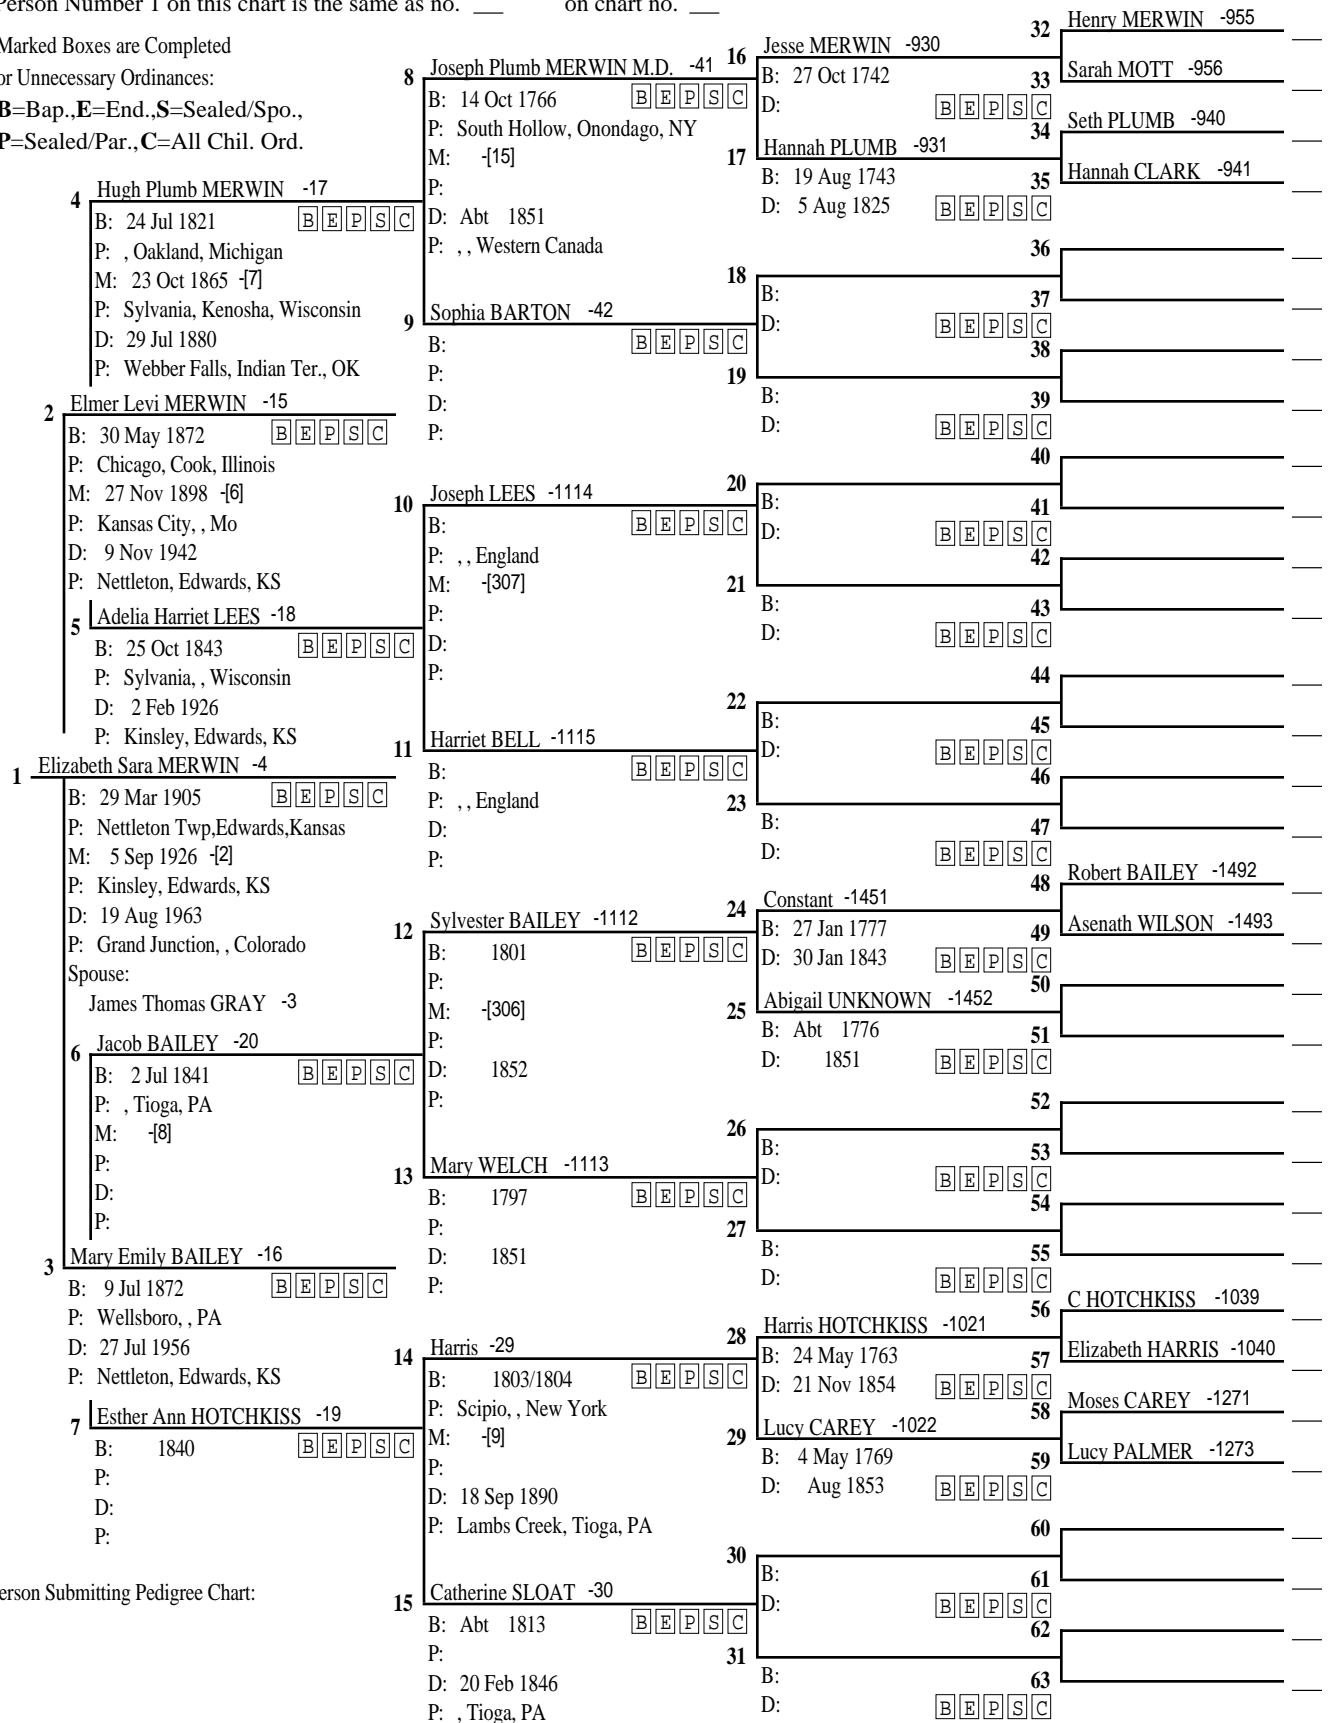 Person Number 1 on this chart is the same as no. ___ on chart no. ___
Marked Boxes are Completed
or Unnecessary Ordinances:
B=Bap.,E=End.,S=Sealed/Spo.,
P=Sealed/Par.,C=All Chil. Ord.
1 Elizabeth Sara MERWIN -4
B: 29 Mar 1905 B E P S C
P: Nettleton Twp,Edwards,Kansas
M: 5 Sep 1926 -[2]
P: Kinsley, Edwards, KS
D: 19 Aug 1963
P: Grand Junction, , Colorado
Spouse:
James Thomas GRAY -3
2 Elmer Levi MERWIN -15
B: 30 May 1872 B E P S C
P: Chicago, Cook, Illinois
M: 27 Nov 1898 -[6]
P: Kansas City, , Mo
D: 9 Nov 1942
P: Nettleton, Edwards, KS
3 Mary Emily BAILEY -16
B: 9 Jul 1872 B E P S C
P: Wellsboro, , PA
D: 27 Jul 1956
P: Nettleton, Edwards, KS
4 Hugh Plumb MERWIN -17
B: 24 Jul 1821 B E P S C
P: , Oakland, Michigan
M: 23 Oct 1865 -[7]
P: Sylvania, Kenosha, Wisconsin
D: 29 Jul 1880
P: Webber Falls, Indian Ter., OK
5 Adelia Harriet LEES -18
B: 25 Oct 1843 B E P S C
P: Sylvania, , Wisconsin
D: 2 Feb 1926
P: Kinsley, Edwards, KS
6 Jacob BAILEY -20
B: 2 Jul 1841 B E P S C
P: , Tioga, PA
M: -[8]
P:
D:
P:
7 Esther Ann HOTCHKISS -19
B: 1840 B E P S C
P:
D:
P:
Person Submitting Pedigree Chart:
8 Joseph Plumb MERWIN M.D. -41
B: 14 Oct 1766 B E P S C
P: South Hollow, Onondago, NY
M: -[15]
P:
D: Abt 1851
P: , , Western Canada
9 Sophia BARTON -42
B: B E P S C
P:
D:
P:
10 Joseph LEES -1114
B: B E P S C
P: , , England
M: -[307]
P:
D:
P:
11 Harriet BELL -1115
B: B E P S C
P: , , England
D:
P:
12 Sylvester BAILEY -1112
B: 1801 B E P S C
P:
M: -[306]
P:
D: 1852
P:
13 Mary WELCH -1113
B: 1797 B E P S C
P:
D: 1851
P:
14 Harris -29
B: 1803/1804 B E P S C
P: Scipio, , New York
M: -[9]
P:
D: 18 Sep 1890
P: Lambs Creek, Tioga, PA
15 Catherine SLOAT -30
B: Abt 1813 B E P S C
P:
D: 20 Feb 1846
P: , Tioga, PA
16 Jesse MERWIN -930
B: 27 Oct 1742
D: B E P S C
17 Hannah PLUMB -931
B: 19 Aug 1743
D: 5 Aug 1825 B E P S C
18
B:
D: B E P S C
19
B:
D: B E P S C
20
B:
D: B E P S C
21
B:
D: B E P S C
22
B:
D: B E P S C
23
B:
D: B E P S C
24 Constant -1451
B: 27 Jan 1777
D: 30 Jan 1843 B E P S C
25 Abigail UNKNOWN -1452
B: Abt 1776
D: 1851 B E P S C
26
B:
D: B E P S C
27
B:
D: B E P S C
28 Harris HOTCHKISS -1021
B: 24 May 1763
D: 21 Nov 1854 B E P S C
29 Lucy CAREY -1022
B: 4 May 1769
D: Aug 1853 B E P S C
30
B:
D: B E P S C
31
B:
D: B E P S C
32 Henry MERWIN -955
33 Sarah MOTT -956
34 Seth PLUMB -940
35 Hannah CLARK -941
36
37
38
39
40
41
42
43
44
45
46
47
48 Robert BAILEY -1492
49 Asenath WILSON -1493
50
51
52
53
54
55
56 C HOTCHKISS -1039
57 Elizabeth HARRIS -1040
58 Moses CAREY -1271
59 Lucy PALMER -1273
60
61
62
63